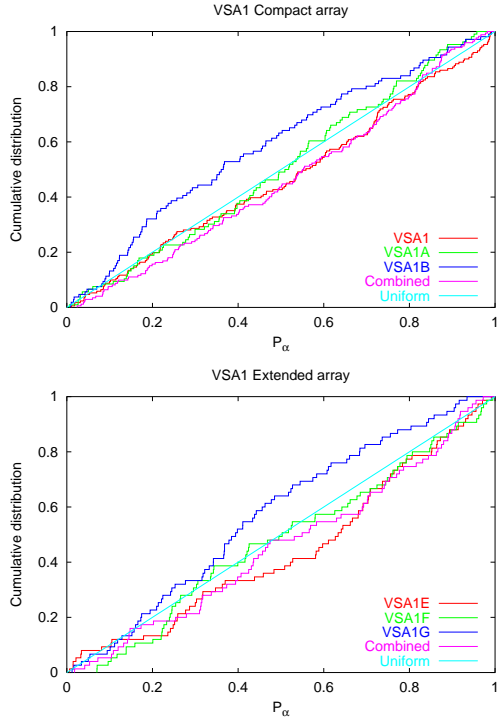 VSA1 Compact array
1
0.8
0.6
0.4
0.2
0
0 0.2 0.4 0.6 0.8 1
Cumulative distribution
Pα
VSA1
VSA1A
VSA1B
Combined
Uniform
VSA1 Extended array
1
0.8
0.6
0.4
0.2
0
0 0.2 0.4 0.6 0.8 1
Cumulative distribution
Pα
VSA1E
VSA1F
VSA1G
Combined
Uniform